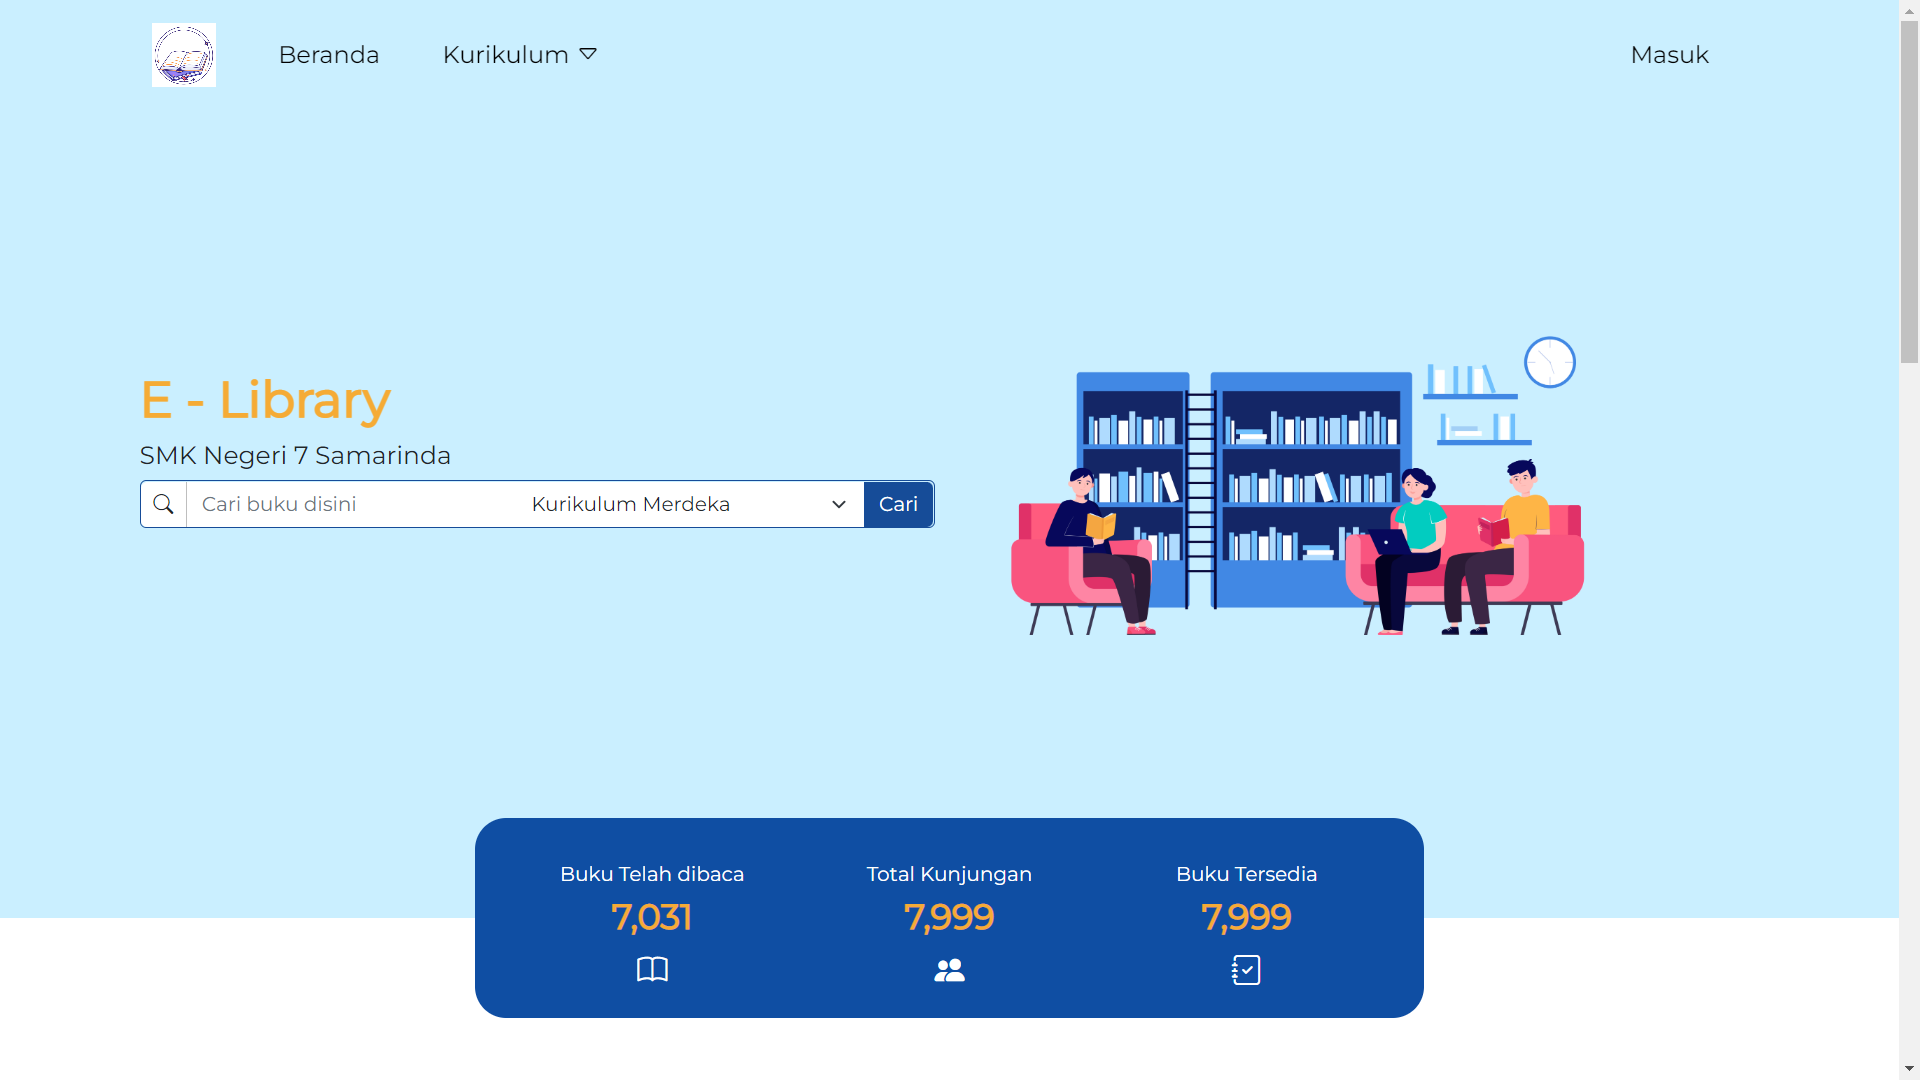 Beranda
Kurikulum
Masuk
E - Library
SMK Negeri 7 Samarinda
Cari buku disini
Kurikulum Merdeka
Cari
Buku Telah dibaca
7,031
Total Kunjungan
7,999
Buku Tersedia
7,999